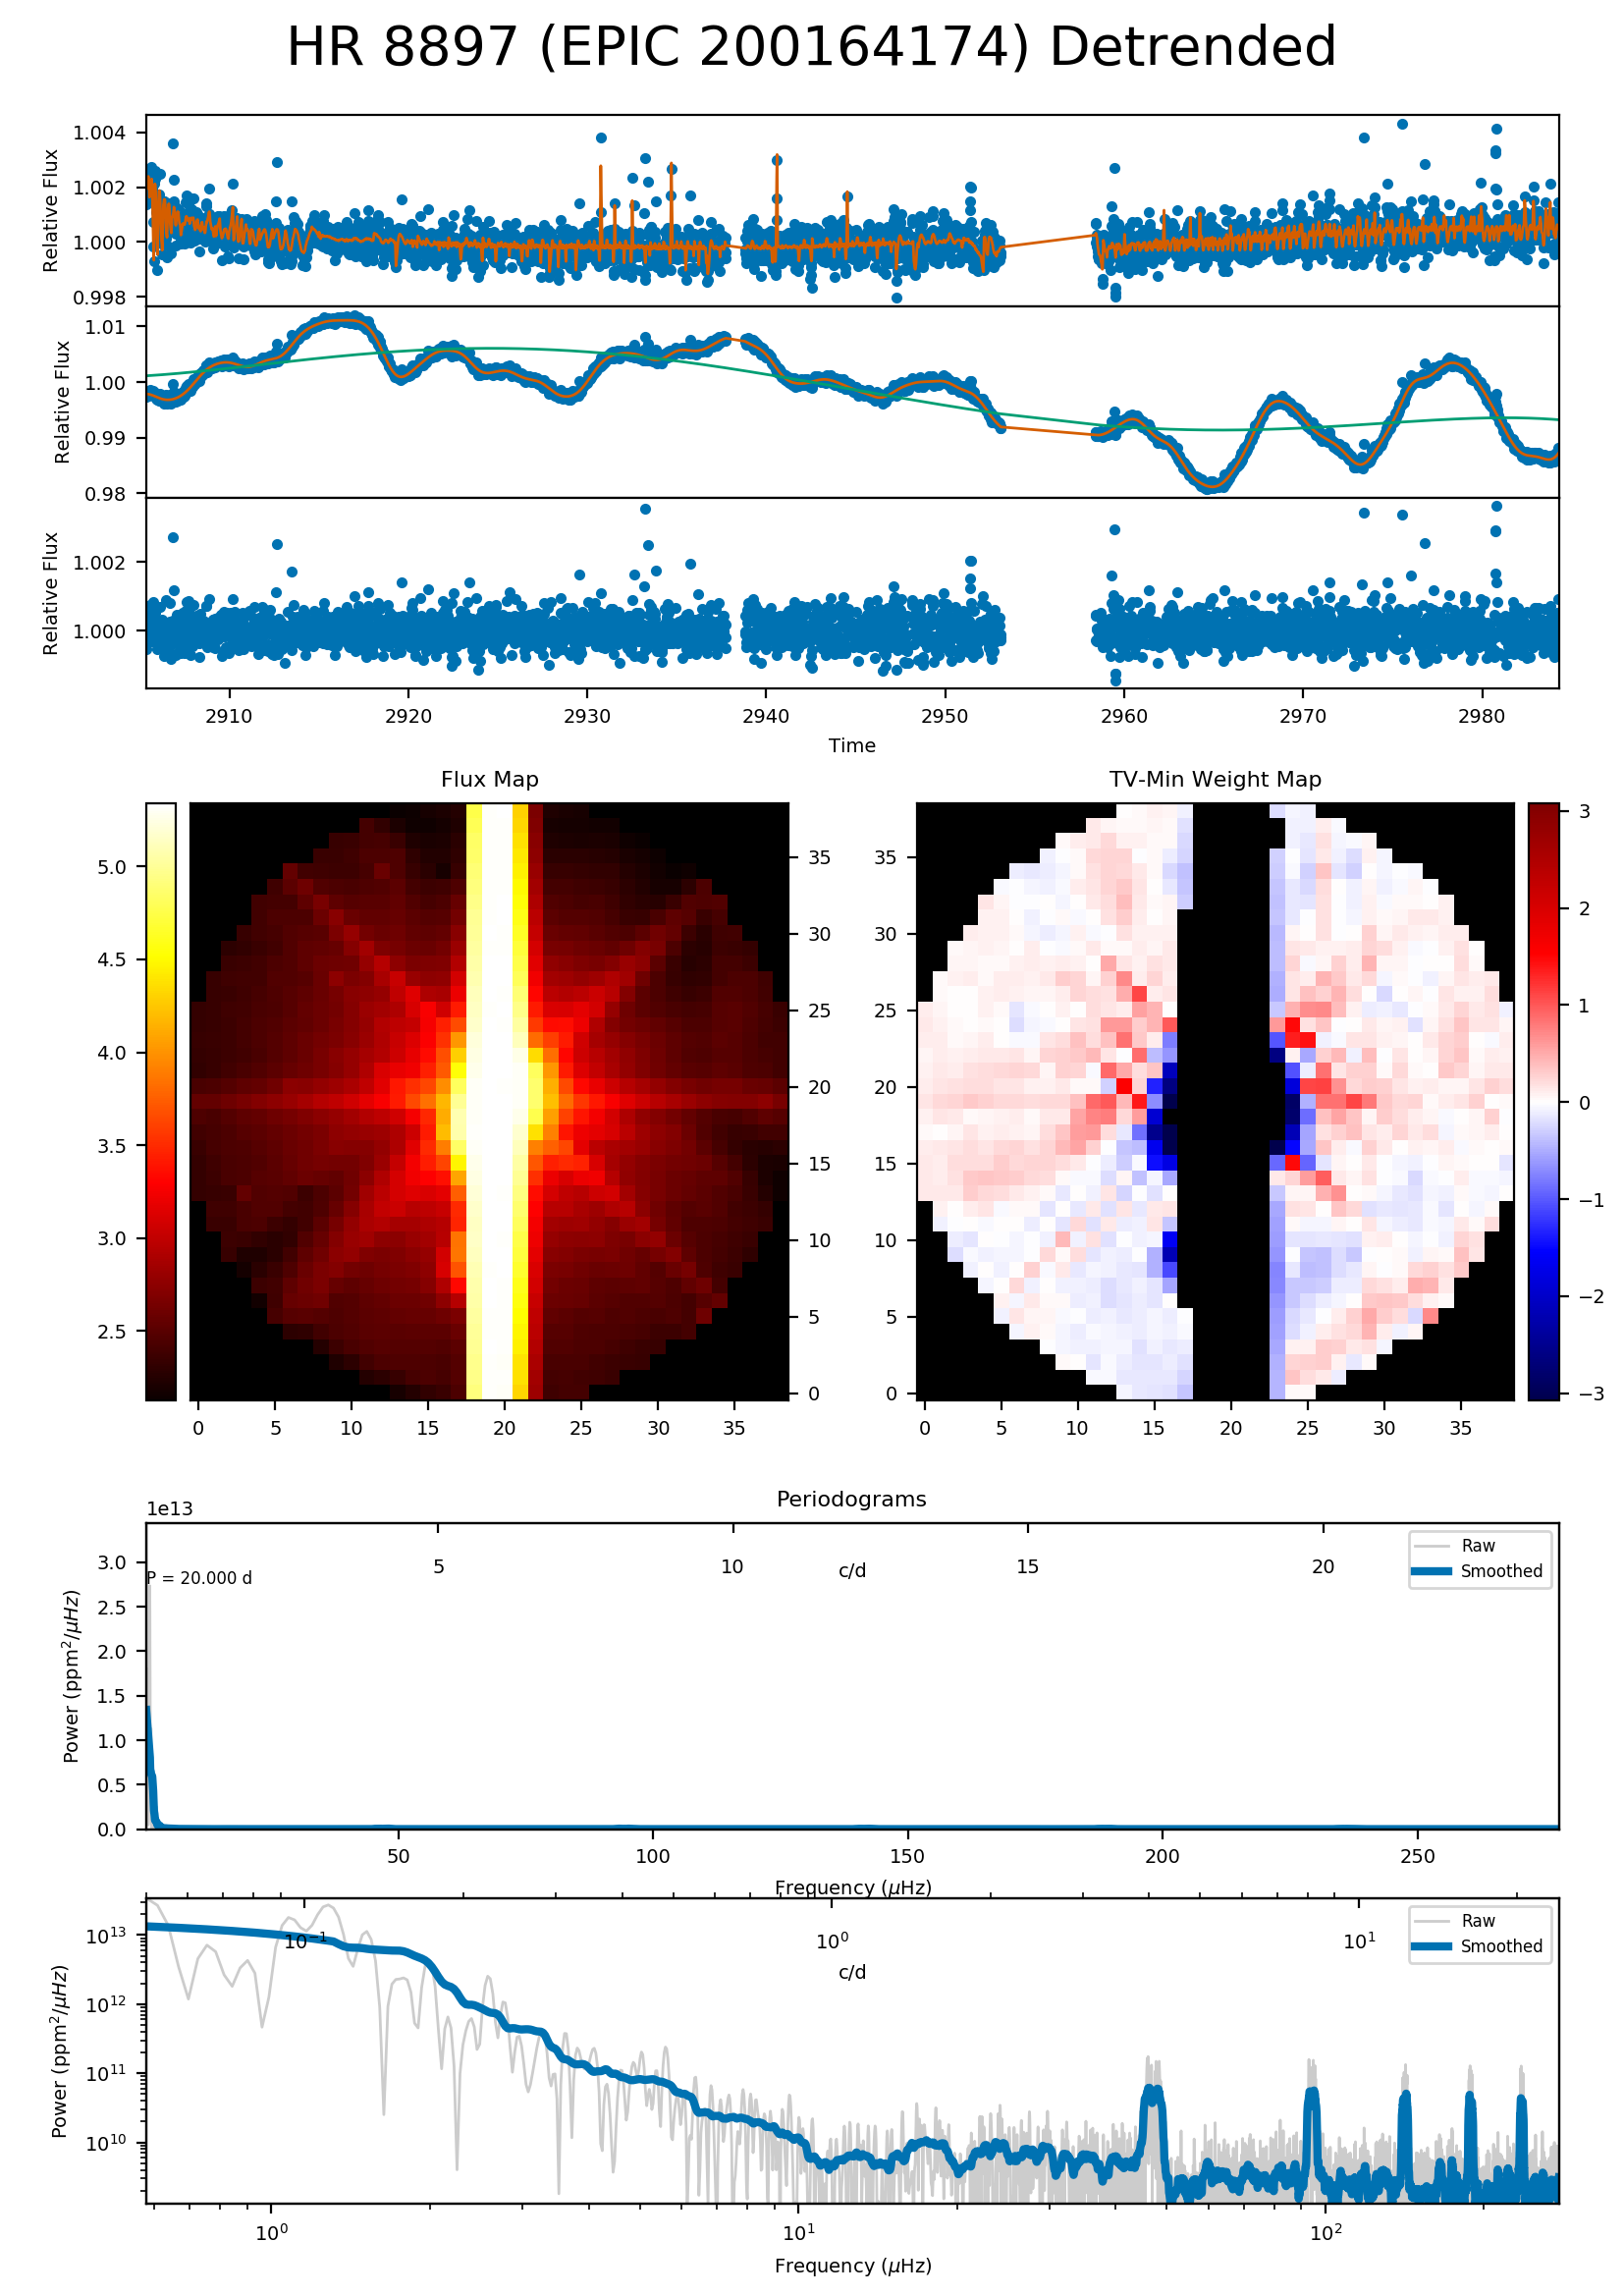 HR 8897 (EPIC 200164174) Detrended
Relative Flux
1.004
1.002
1.000
0.998
Relative Flux
1.01
1.00
0.99
0.98
Relative Flux
1.002
1.000
2910 2920 2930 2940 2950 2960 2970 2980
Time
Flux Map
5.0
4.5
4.0
3.5
3.0
2.5
35
30
25
20
15
10
5
0
0 5 10 15 20 25 30 35
TV-Min Weight Map
35
30
25
20
15
10
5
0
0 5 10 15 20 25 30 35
3
2
1
0
−1
−2
−3
Periodograms
1e13
5 10 15 20
c/d
P = 20.000 d
Raw
Smoothed
Power (ppm²/μHz)
3.0
2.5
2.0
1.5
1.0
0.5
0.0
50 100 150 200 250
Frequency (μHz)
10⁻¹ 10⁰ 10¹
c/d
Raw
Smoothed
Power (ppm²/μHz)
10¹³
10¹²
10¹¹
10¹⁰
10⁰ 10¹ 10²
Frequency (μHz)